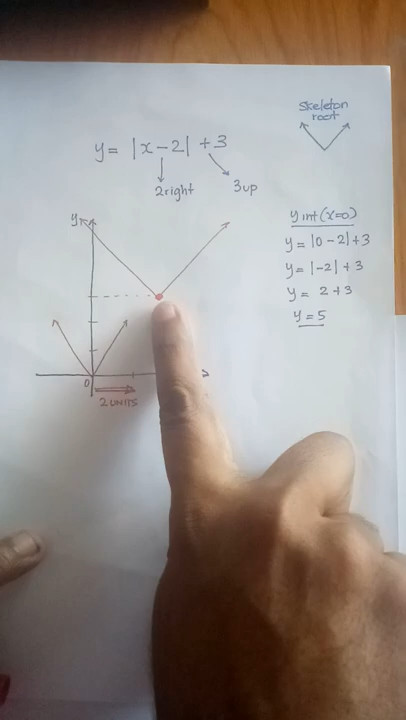 Skeleton
root
y = |x-2| + 3
2right
3up
y
0
2 UNITS
y int (x=0)
y = |0-2| + 3
y = |-2| + 3
y = 2+3
y = 5